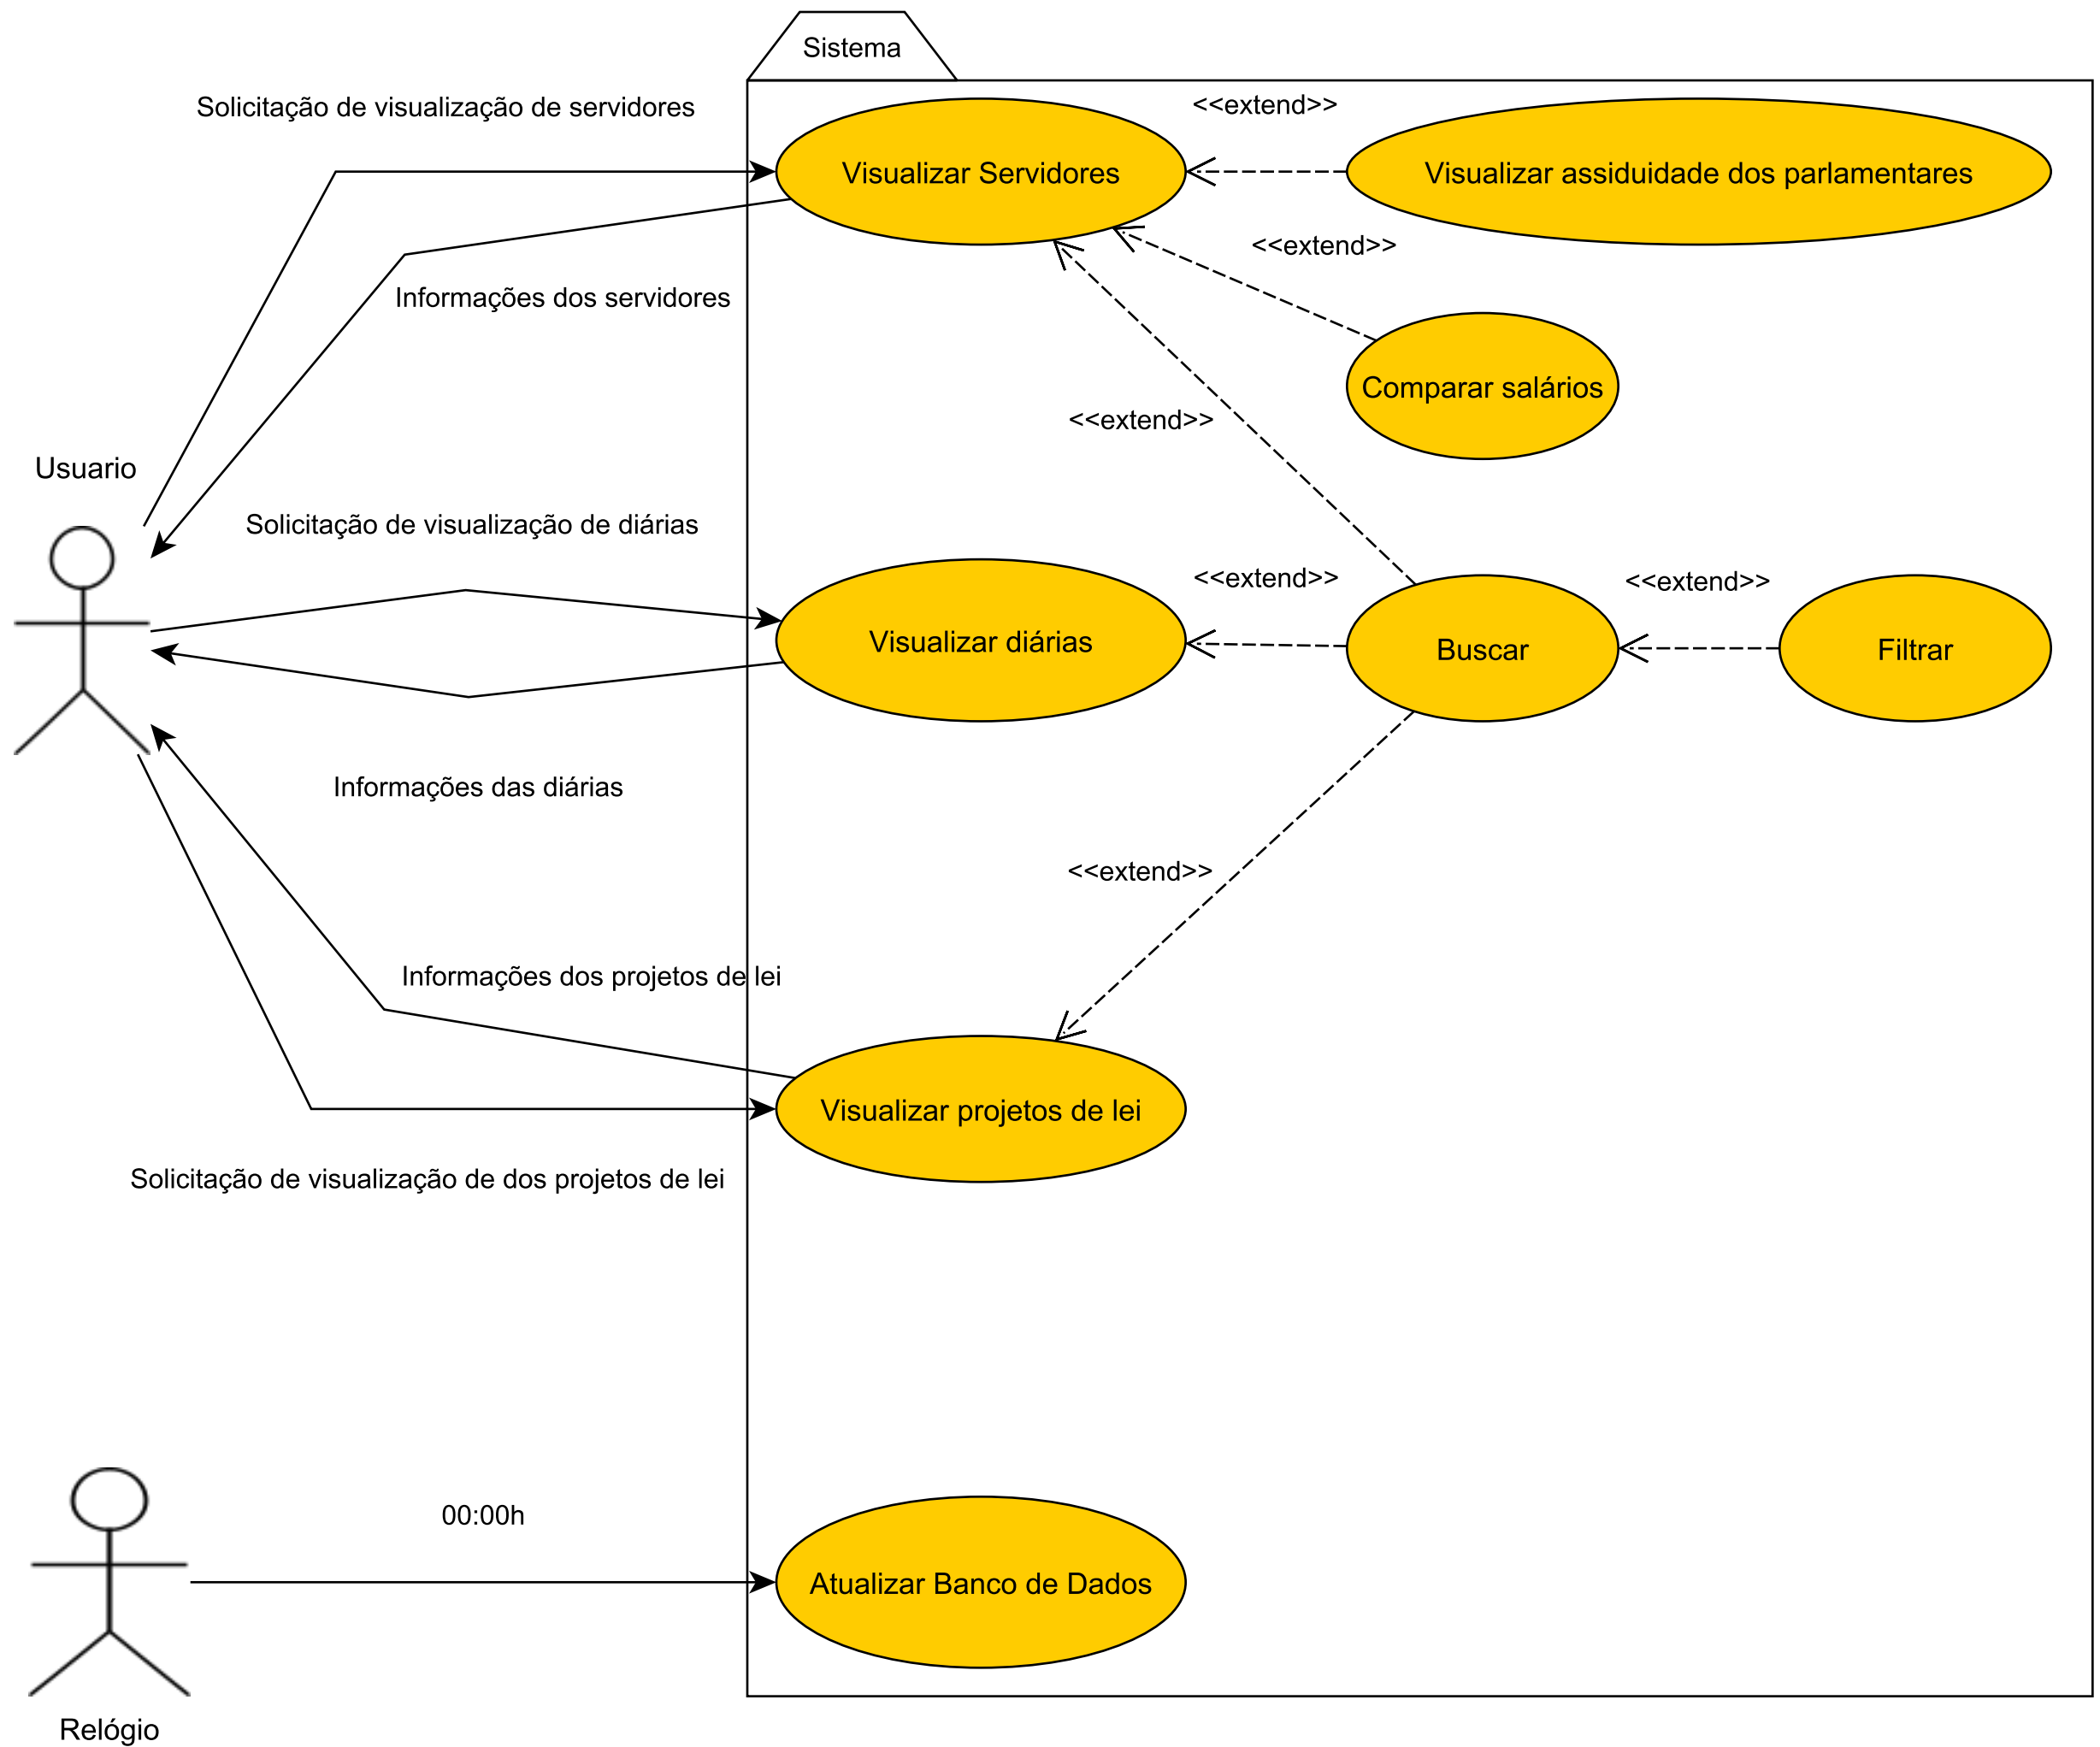 Sistema
Solicitação de visualização de servidores
<<extend>>
Visualizar Servidores
Visualizar assiduidade dos parlamentares
<<extend>>
Informações dos servidores
Comparar salários
<<extend>>
Usuario
Solicitação de visualização de diárias
<<extend>>
<<extend>>
Visualizar diárias
Buscar
Filtrar
Informações das diárias
<<extend>>
Informações dos projetos de lei
Visualizar projetos de lei
Solicitação de visualização de dos projetos de lei
00:00h
Atualizar Banco de Dados
Relógio